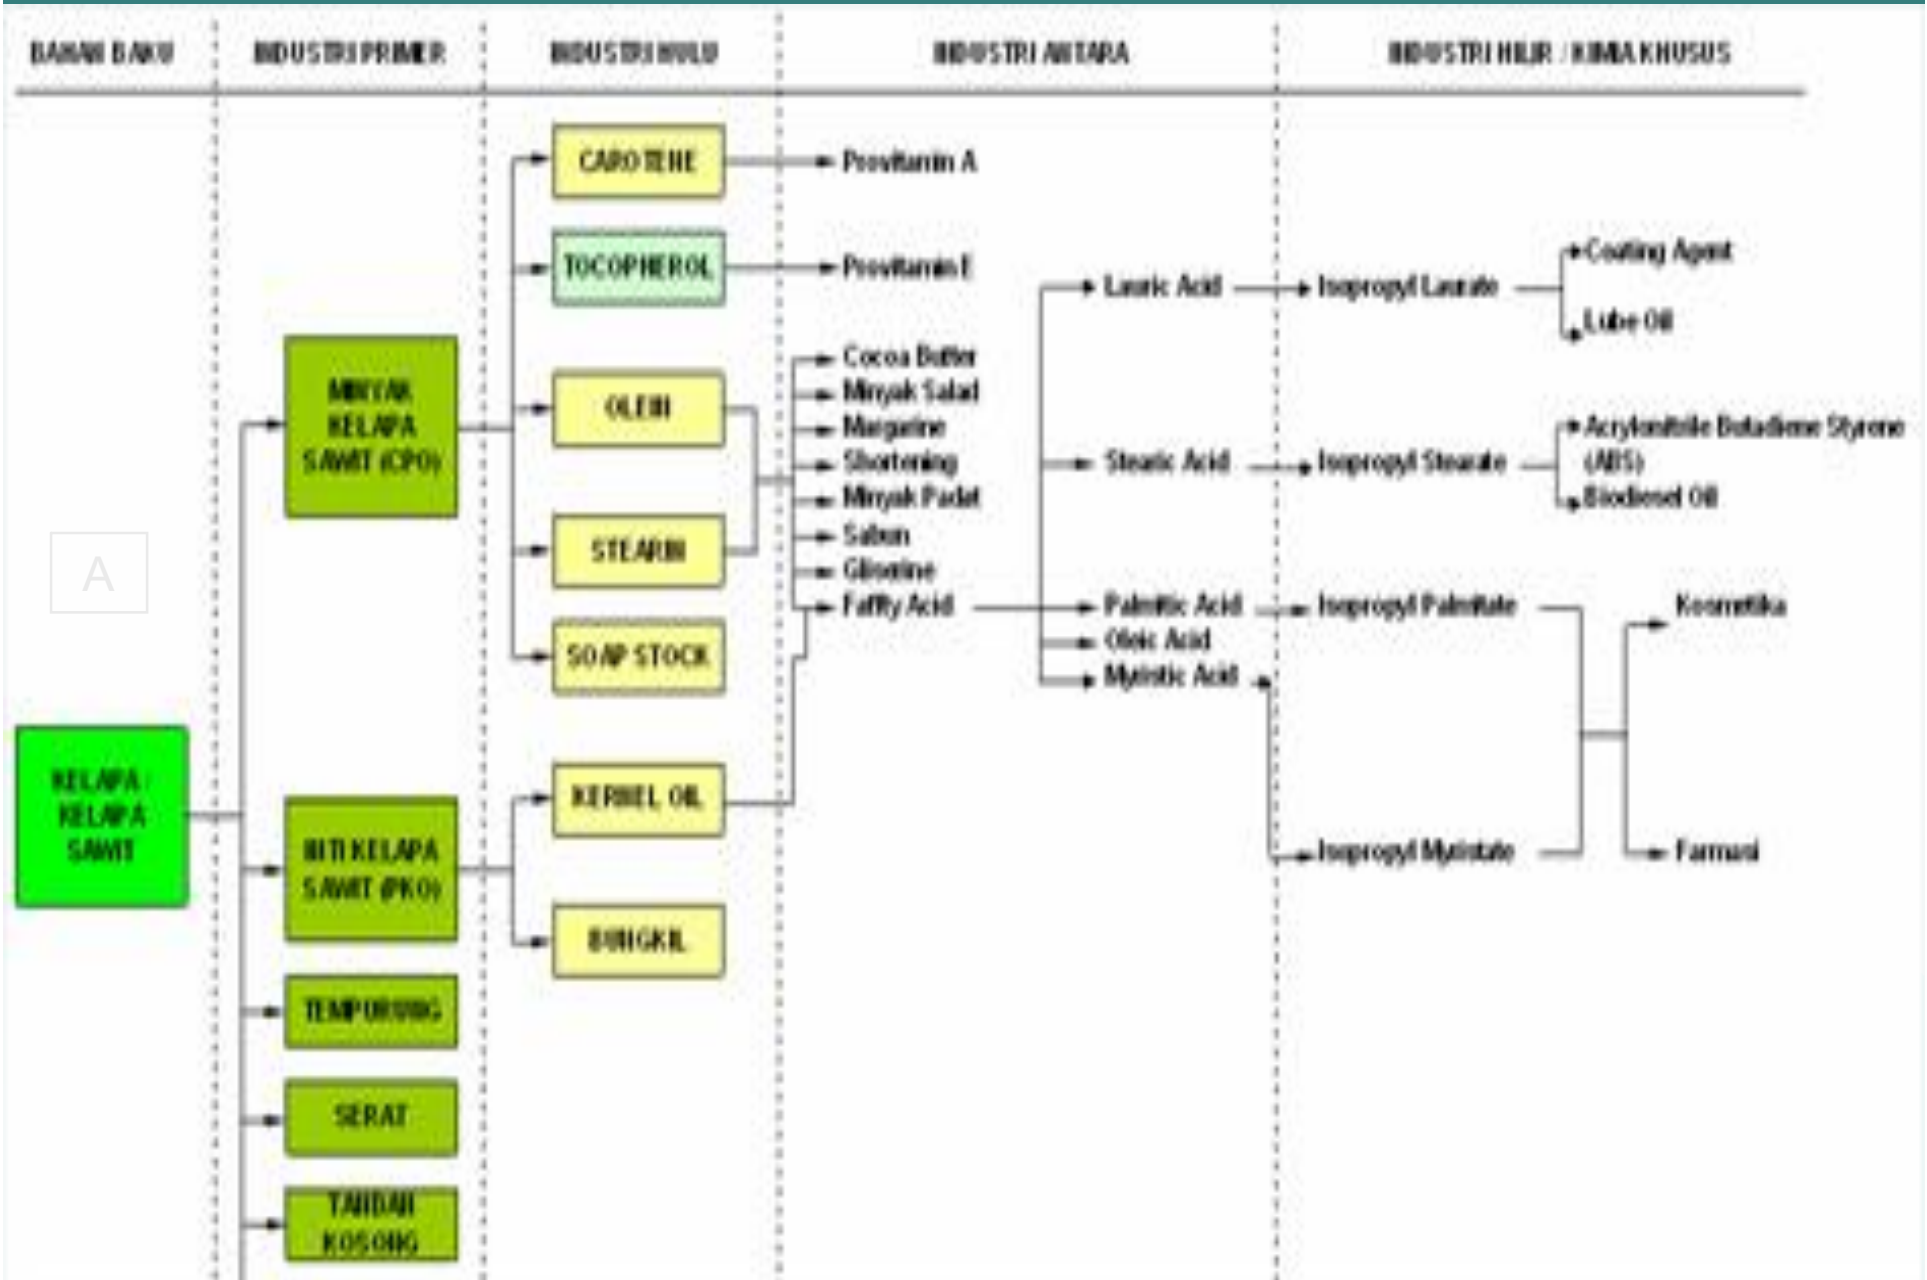 BAHAN BAKU
INDUSTRI PRIMER
INDUSTRI HULU
INDUSTRI ANTARA
INDUSTRI HILIR / KIMIA KHUSUS
CAROTENE
Provitamin A
TOCOPHEROL
Provitamin E
Coating Agent
Lauric Acid
Isopropyl Laurate
Lube Oil
MINYAK
KELAPA
SAWIT (CPO)
OLEIN
Cocoa Butter
Minyak Salad
Margarine
Shortening
Minyak Padat
Sabun
Gliserine
Faffty Acid
Acrylonitrile Butadiene Styrene
(ABS)
Stearic Acid
Isopropyl Stearate
Biodiesel Oil
STEARIN
A
Palmitic Acid
Isopropyl Palmitate
Kosmetika
Oleic Acid
SOAP STOCK
Myristic Acid
KELAPA /
KELAPA
SAWIT
KERNEL OIL
INTI KELAPA
SAWIT (PKO)
Isopropyl Myristate
Farmasi
BUNGKIL
TEMPURUNG
SERAT
TANDAN
KOSONG